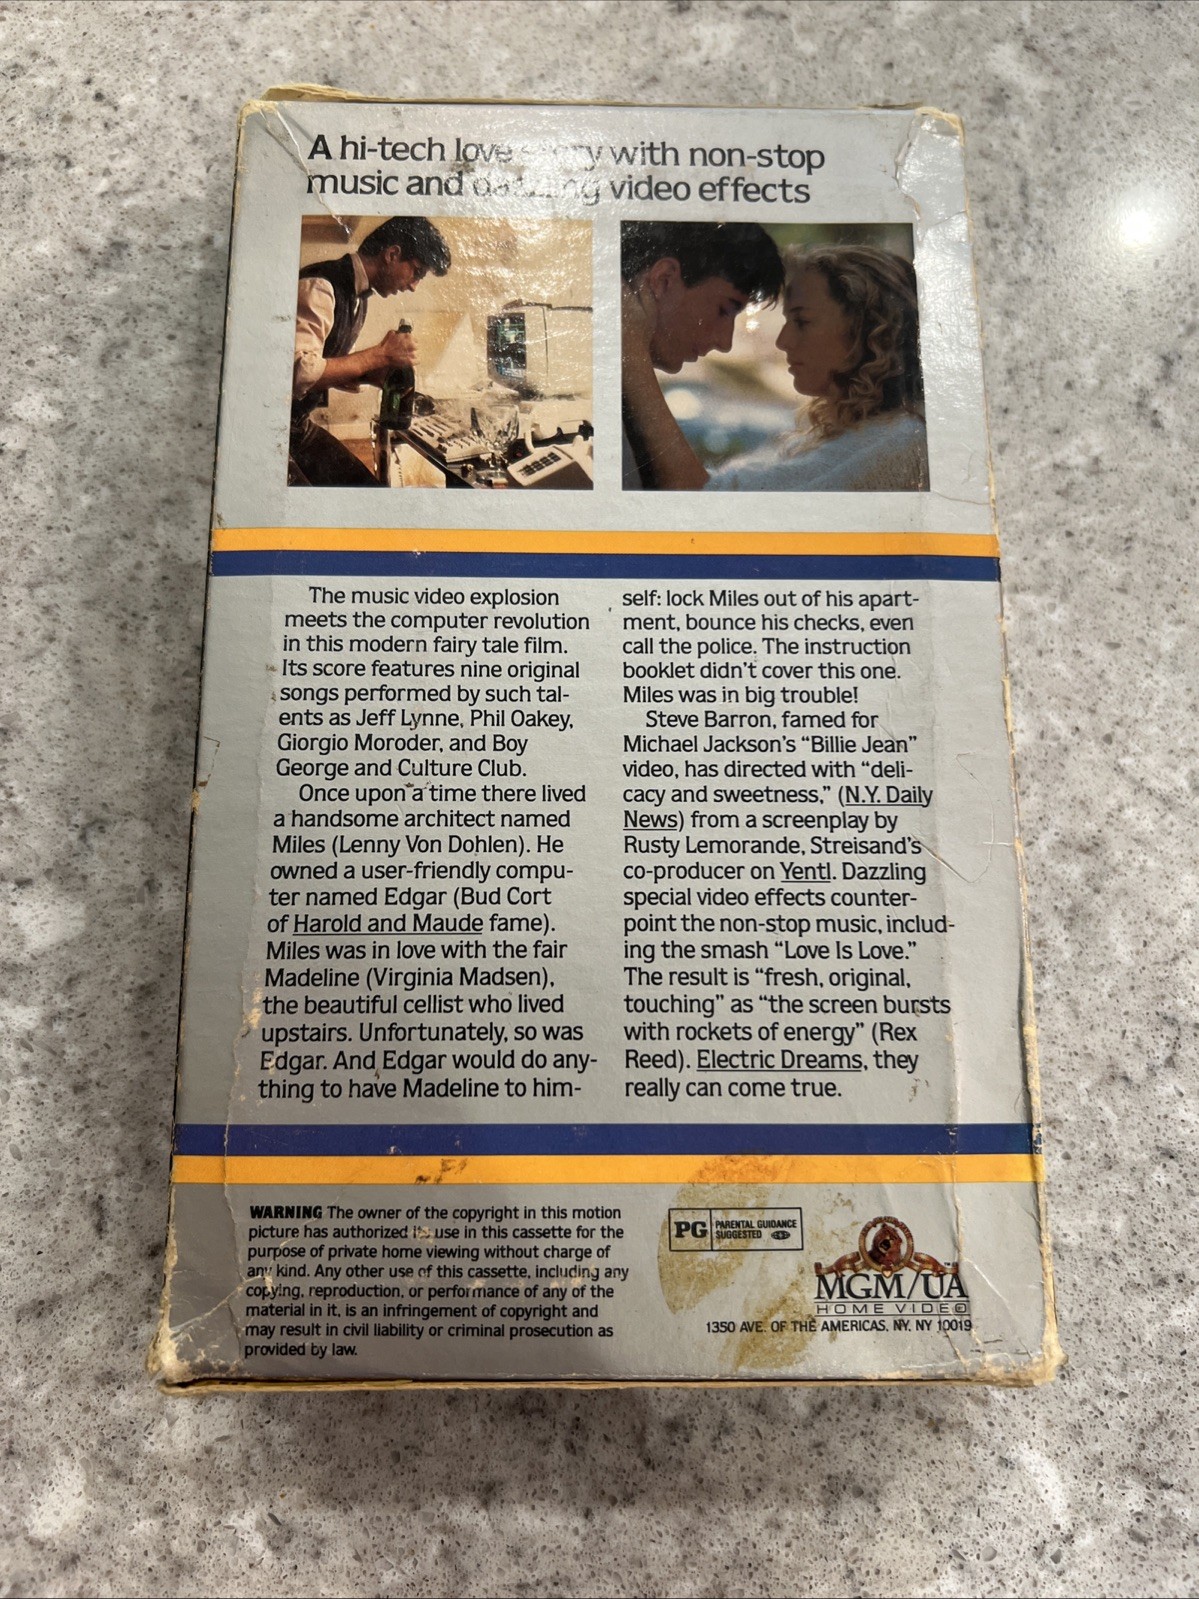 A hi-tech love story with non-stop
music and dazzling video effects
The music video explosion
meets the computer revolution
in this modern fairy tale film.
Its score features nine original
songs performed by such tal-
ents as Jeff Lynne, Phil Oakey,
Giorgio Moroder, and Boy
George and Culture Club.
Once upon a time there lived
a handsome architect named
Miles (Lenny Von Dohlen). He
owned a user-friendly compu-
ter named Edgar (Bud Cort
of Harold and Maude fame).
Miles was in love with the fair
Madeline (Virginia Madsen),
the beautiful cellist who lived
upstairs. Unfortunately, so was
Edgar. And Edgar would do any-
thing to have Madeline to him-
self: lock Miles out of his apart-
ment, bounce his checks, even
call the police. The instruction
booklet didn't cover this one.
Miles was in big trouble!
Steve Barron, famed for
Michael Jackson's “Billie Jean”
video, has directed with “deli-
cacy and sweetness,” (N.Y. Daily
News) from a screenplay by
Rusty Lemorande, Streisand's
co-producer on Yentl. Dazzling
special video effects counter-
point the non-stop music, includ-
ing the smash “Love Is Love.”
The result is “fresh, original,
touching” as “the screen bursts
with rockets of energy” (Rex
Reed). Electric Dreams, they
really can come true.
WARNING The owner of the copyright in this motion
picture has authorized its use in this cassette for the
purpose of private home viewing without charge of
any kind. Any other use of this cassette, including any
copying, reproduction, or performance of any of the
material in it, is an infringement of copyright and
may result in civil liability or criminal prosecution as
provided by law.
PG PARENTAL GUIDANCE
SUGGESTED
MGM/UA
HOME VIDEO
1350 AVE. OF THE AMERICAS, NY, NY 10019